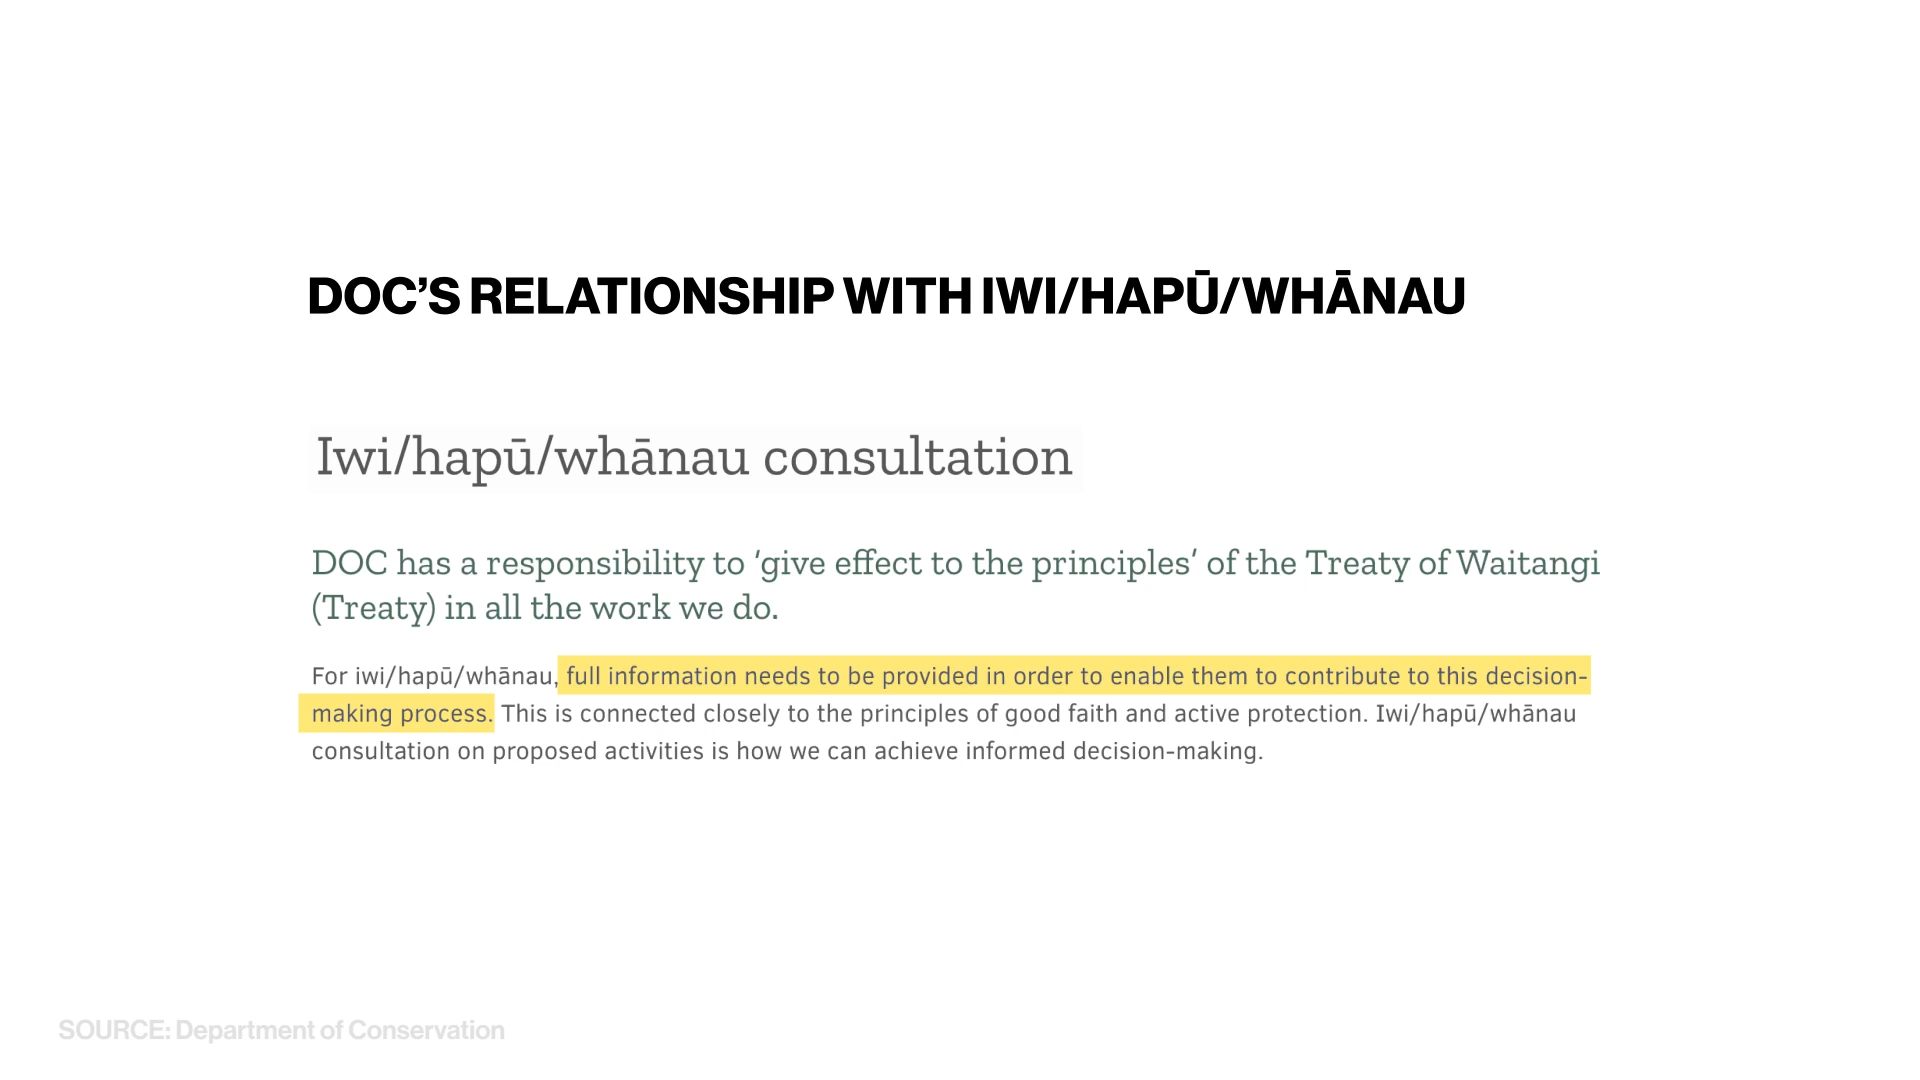 DOC’S RELATIONSHIP WITH IWI/HAPŪ/WHĀNAU
Iwi/hapū/whānau consultation
DOC has a responsibility to ‘give effect to the principles’ of the Treaty of Waitangi
(Treaty) in all the work we do.
For iwi/hapū/whānau, full information needs to be provided in order to enable them to contribute to this decision-
making process. This is connected closely to the principles of good faith and active protection. Iwi/hapū/whānau
consultation on proposed activities is how we can achieve informed decision-making.
SOURCE: Department of Conservation